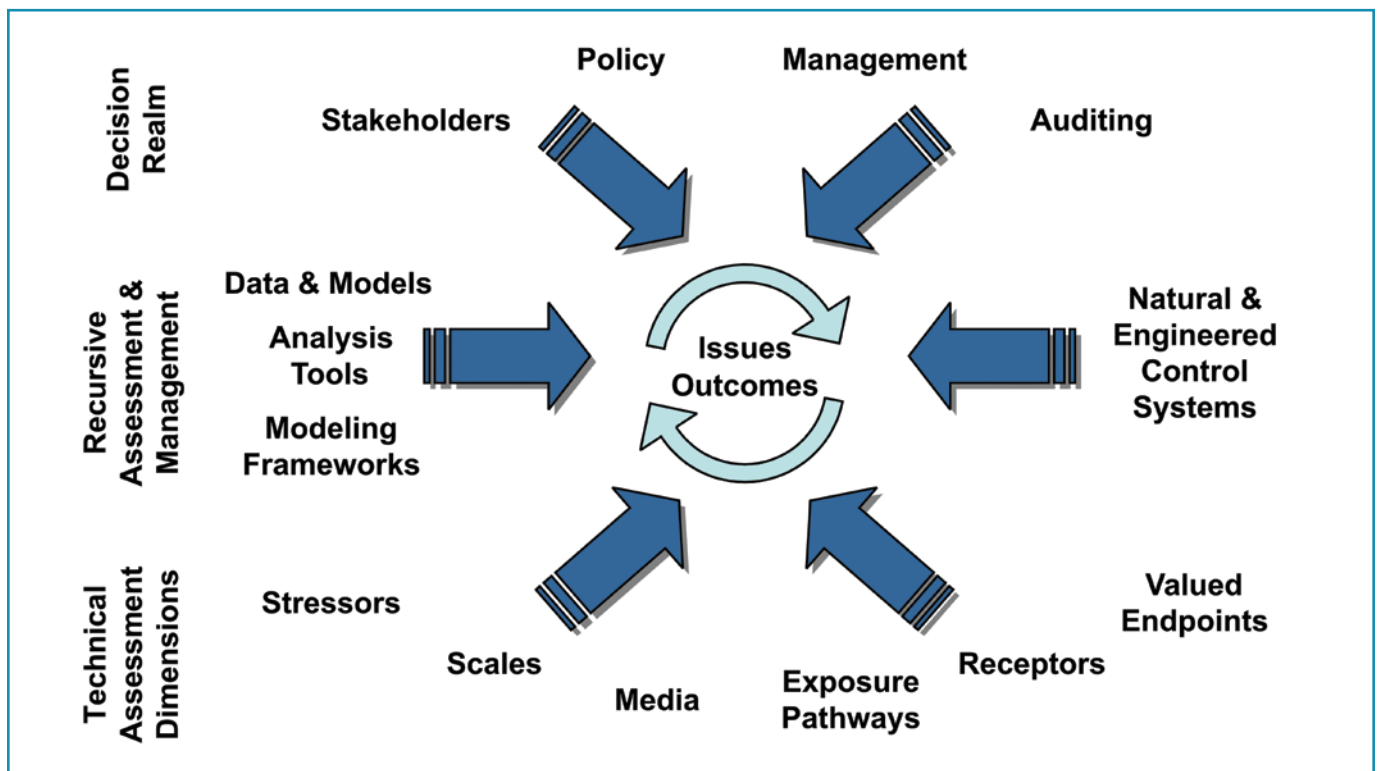 Decision
Realm
Policy
Management
Stakeholders
Auditing
Recursive
Assessment &
Management
Data & Models
Analysis
Tools
Modeling
Frameworks
Issues
Outcomes
Natural &
Engineered
Control
Systems
Technical
Assessment
Dimensions
Stressors
Scales
Media
Exposure
Pathways
Receptors
Valued
Endpoints